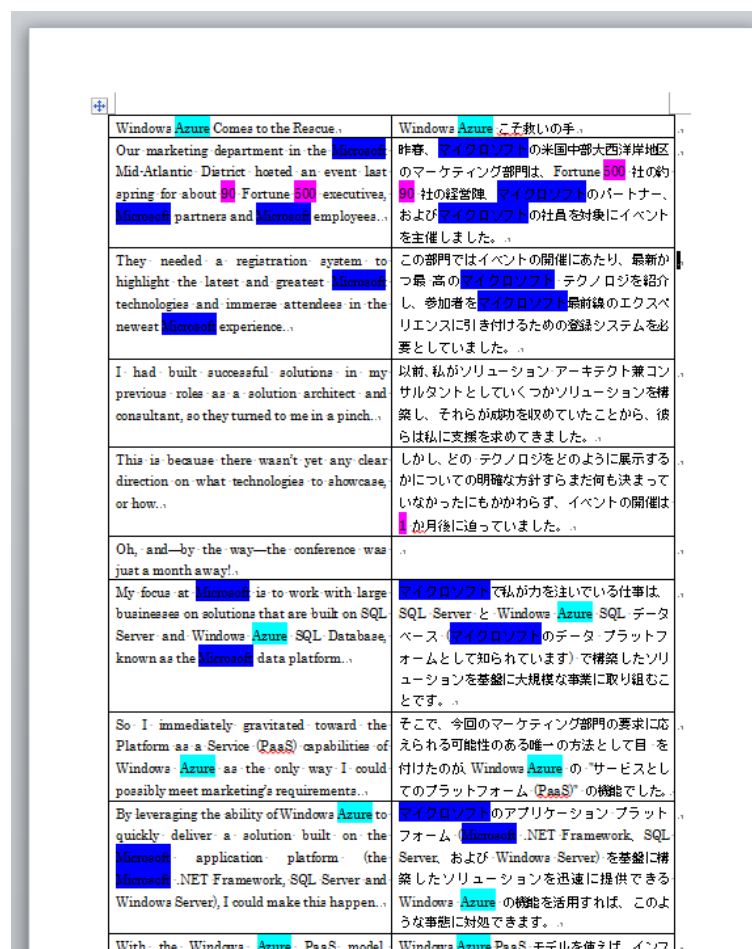 Windows Azure Comes to the Rescue.
Windows Azure こそ救いの手.
Our marketing department in the Microsoft
Mid-Atlantic District hosted an event last
spring for about 90 Fortune 500 executives,
Microsoft partners and Microsoft employees..
昨春、マイクロソフトの米国中部大西洋岸地区
のマーケティング部門は、Fortune 500 社の約
90 社の経営陣、マイクロソフトのパートナー、
およびマイクロソフトの社員を対象にイベント
を主催しました。
They needed a registration system to
highlight the latest and greatest Microsoft
technologies and immerse attendees in the
newest Microsoft experience..
この部門ではイベントの開催にあたり、最新か
つ最 高のマイクロソフト テクノロジを紹介
し、参加者をマイクロソフト最前線のエクスペ
リエンスに引き付けるための登録システムを必
要としていました。
I had built successful solutions in my
previous roles as a solution architect and
consultant, so they turned to me in a pinch..
以前、私がソリューション アーキテクト兼コン
サルタントとしていくつかソリューションを構
築し、それらが成功を収めていたことから、彼
らは私に支援を求めてきました。
This is because there wasn't yet any clear
direction on what technologies to showcase,
or how..
しかし、どの テクノロジをどのように展示する
かについての明確な方針すらまだ何も決まって
いなかったにもかかわらず、イベントの開催は
1 か月後に迫っていました。
Oh, and—by the way—the conference was
just a month away!.
My focus at Microsoft is to work with large
businesses on solutions that are built on SQL
Server and Windows Azure SQL Database,
known as the Microsoft data platform..
マイクロソフトで私が力を注いでいる仕事は、
SQL Server と Windows Azure SQL データ
ベース (マイクロソフトのデータ プラットフ
ォームとして知られています) で構築したソリ
ューションを基盤に大規模な事業に取り組むこ
とです。
So I immediately gravitated toward the
Platform as a Service (PaaS) capabilities of
Windows Azure as the only way I could
possibly meet marketing's requirements..
そこで、今回のマーケティング部門の要求に応
えられる可能性のある唯一の方法として目 を
付けたのが、Windows Azure の "サービスとし
てのプラットフォーム (PaaS)" の機能でした。
By leveraging the ability of Windows Azure to
quickly deliver a solution built on the
Microsoft application platform (the
Microsoft .NET Framework, SQL Server and
Windows Server), I could make this happen..
マイクロソフトのアプリケーション プラット
フォーム (Microsoft .NET Framework、SQL
Server、および Windows Server) を基盤に構
築したソリューションを迅速に提供できる
Windows Azure の機能を活用すれば、このよ
うな事態に対処できます。
With the Windows Azure PaaS model
Windows Azure PaaS モデルを使えば、インフ